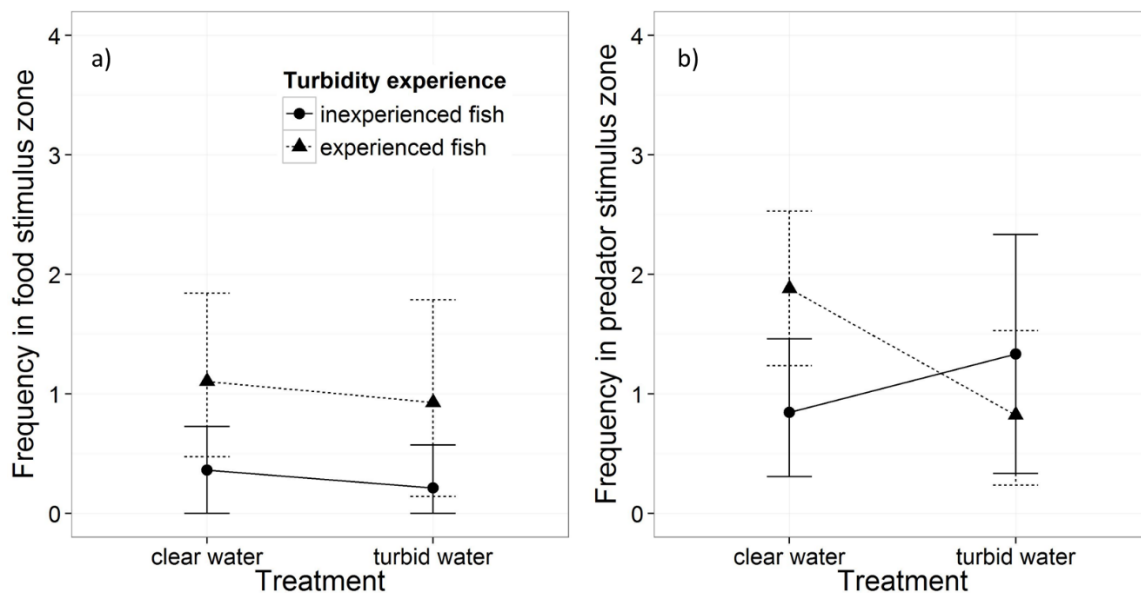 Frequency in food stimulus zone
4
3
2
1
0
a)
Turbidity experience
inexperienced fish
experienced fish
clear water
turbid water
Treatment
Frequency in predator stimulus zone
4
3
2
1
0
b)
clear water
turbid water
Treatment